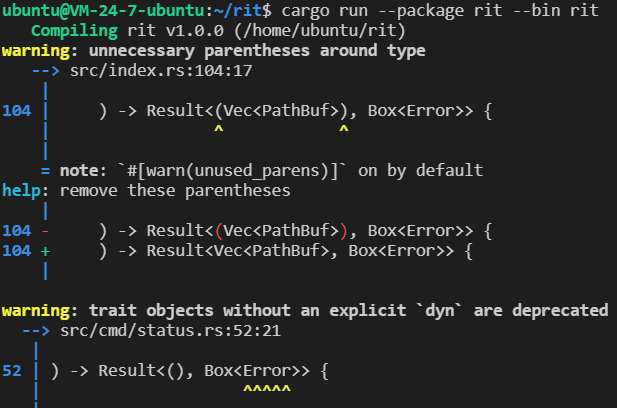 ubuntu@VM-24-7-ubuntu:~/rit$ cargo run --package rit --bin rit
   Compiling rit v1.0.0 (/home/ubuntu/rit)
warning: unnecessary parentheses around type
   --> src/index.rs:104:17
    |
104 |     ) -> Result<(Vec<PathBuf>), Box<Error>> {
    |                 ^            ^
    |
    = note: `#[warn(unused_parens)]` on by default
help: remove these parentheses
    |
104 -     ) -> Result<(Vec<PathBuf>), Box<Error>> {
104 +     ) -> Result<Vec<PathBuf>, Box<Error>> {
    |
warning: trait objects without an explicit `dyn` are deprecated
  --> src/cmd/status.rs:52:21
   |
52 | ) -> Result<(), Box<Error>> {
   |                     ^^^^^